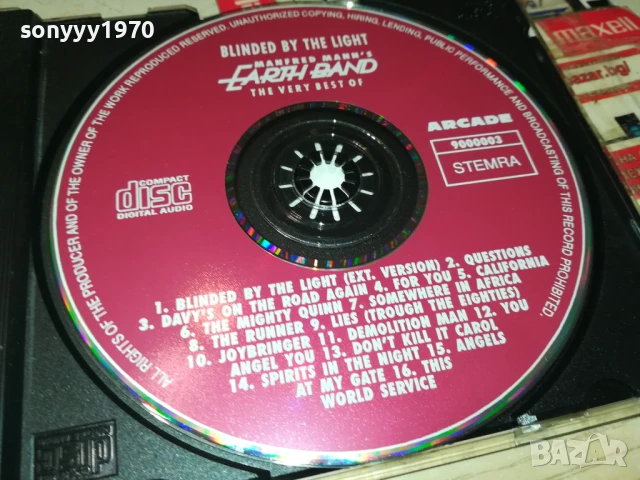 sonyyy1970
ALL RIGHTS OF THE PRODUCER AND OF THE OWNER OF THE WORK REPRODUCED RESERVED. UNAUTHORIZED COPYING, HIRING, LENDING, PUBLIC PERFORMANCE AND BROADCASTING OF THIS RECORD PROHIBITED.
BLINDED BY THE LIGHT
MANFRED MANN'S
EARTH BAND
THE VERY BEST OF
ARCADE
9000003
STEMRA
COMPACT
disc
DIGITAL AUDIO
1. BLINDED BY THE LIGHT (EXT. VERSION) 2. QUESTIONS
3. DAVY'S ON THE ROAD AGAIN 4. FOR YOU 5. CALIFORNIA
6. THE MIGHTY QUINN 7. SOMEWHERE IN AFRICA
8. THE RUNNER 9. LIES (TROUGH THE EIGHTIES)
10. JOYBRINGER 11. DEMOLITION MAN 12. YOU
ANGEL YOU 13. DON'T KILL IT CAROL
14. SPIRITS IN THE NIGHT 15. ANGELS
AT MY GATE 16. THIS
WORLD SERVICE
maxell
bazar.bg
BAZAR